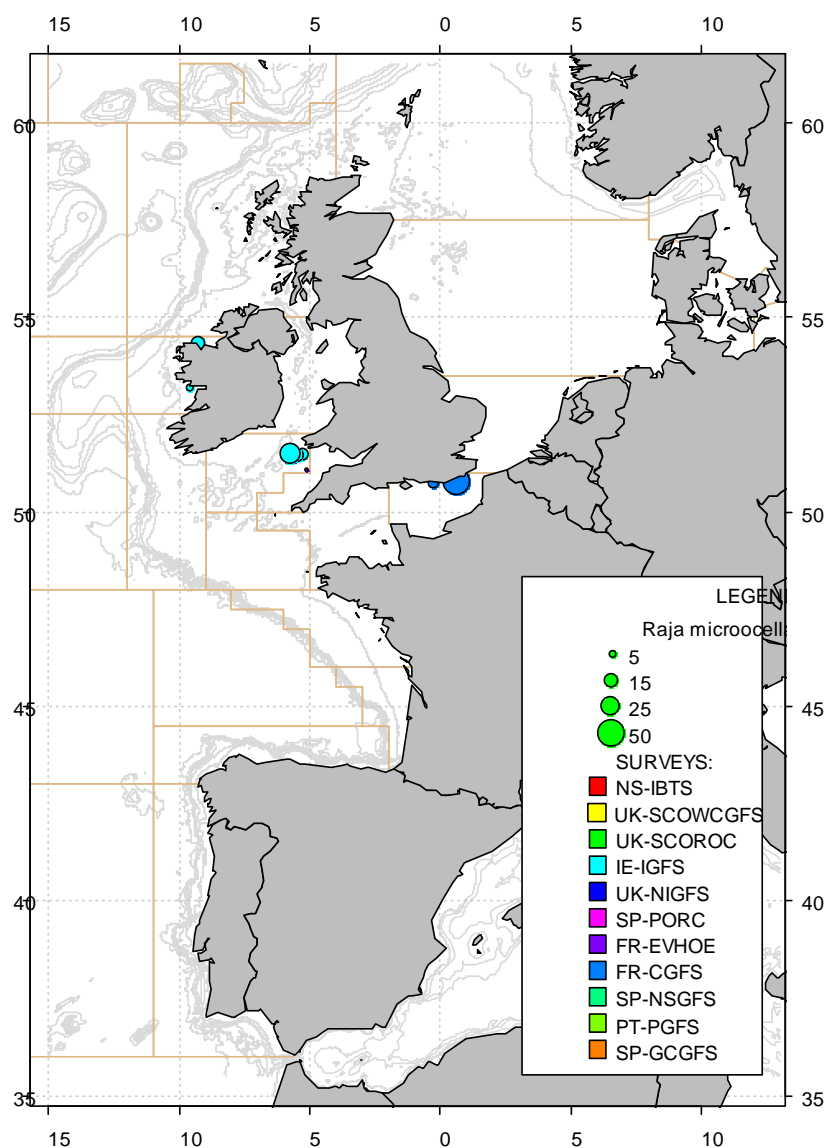 15 10 5 0 5 10
60 60
55 55
50 50
LEGEN
Raja microocell
5
15
25
50
45 45
SURVEYS:
NS-IBTS
UK-SCOWCGFS
UK-SCOROC
IE-IGFS
UK-NIGFS
40 40
SP-PORC
FR-EVHOE
FR-CGFS
SP-NSGFS
PT-PGFS
SP-GCGFS
35 35
15 10 5 0 5 10